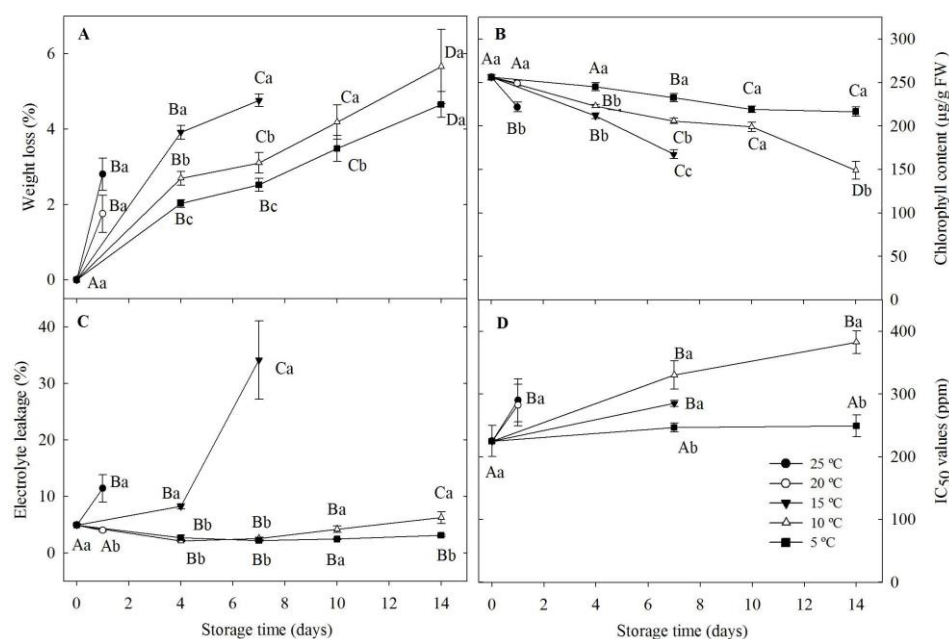 A
Weight loss (%)
6
4
2
0
Ba
Ba
Ba
Bb
Bc
Ca
Cb
Bc
Ca
Cb
Da
Da
Aa
B
Chlorophyll content (µg/g FW )
300
250
200
150
100
50
0
Aa
Aa
Bb
Aa
Bb
Bb
Ba
Cb
Cc
Ca
Ca
Ca
Db
C
Electrolyte leakage (%)
40
30
20
10
0
Aa
Ba
Ab
Ba
Bb
Bb
Ca
Bb
Bb
Ba
Ba
Ca
Bb
0 2 4 6 8 10 12 14
Storage time (days)
D
IC50 values (ppm)
400
300
200
100
0
Aa
Ba
Ba
Ba
Ab
Ba
Ab
25 ºC
20 ºC
15 ºC
10 ºC
5 ºC
0 2 4 6 8 10 12 14
Storage time (days)